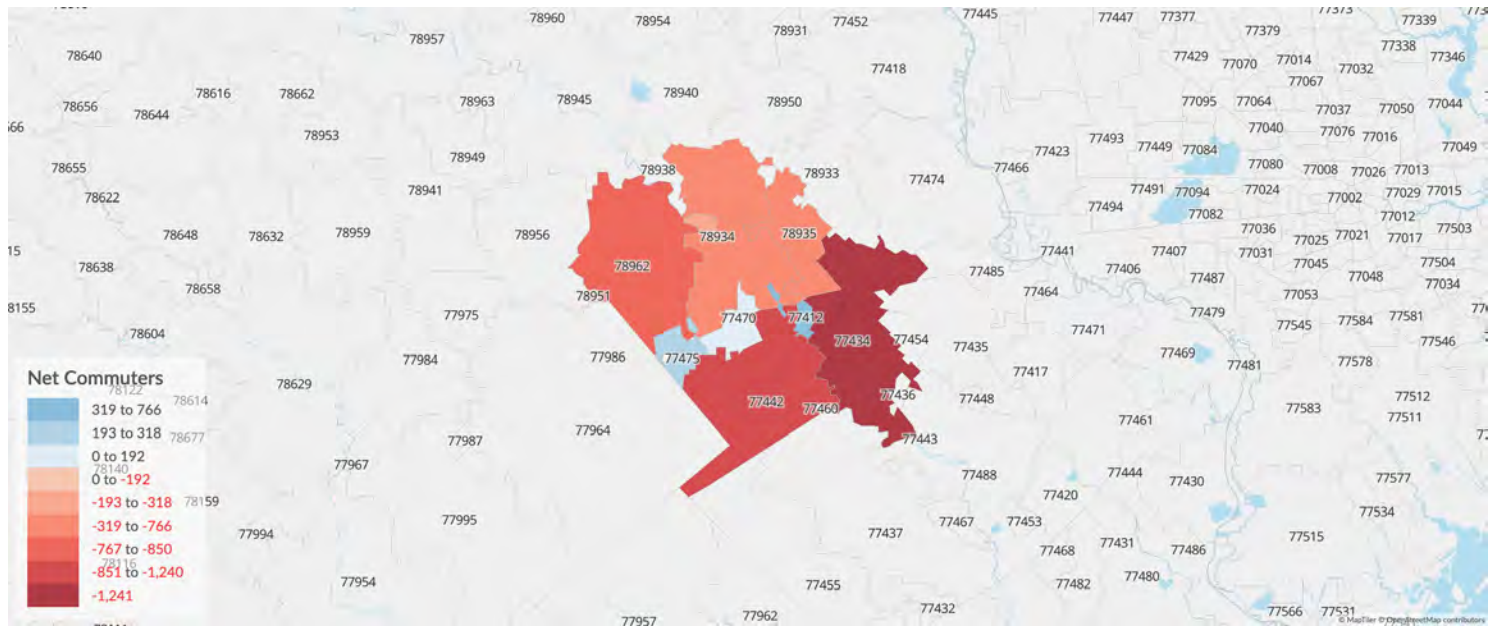 78960 78954 77452 77445 77447 77377 77373 77339
78957 78931 77379
78640 77429 77070 77014 77032 77338 77346
77418 77067
78616 78662 78963 78945 78940 78950 77095 77064 77050 77044
78656 78644 77037
78953 77493 77040 77076 77016
78949 77423 77449 77084 77049
78655 78938 78933 77466 77080 77008 77026 77013
78941 77474 77491 77094 77024 77029 77015
78622 77494 77082 77002 77012
78648 78632 78959 78956 78934 78935 77036 77025 77021 77017 77503
77441 77407 77031
78638 78962 77485 77406 77487 77045 77048 77504
78658 78951 77464 77053 77034
78155 77975 77470 77412 77479 77584 77581
78604 77434 77454 77471 77545 77546
77984 77986 77475 77435 77469 77481 77578
Net Commuters
78122 78629 77417
78614 77442 77460 77436 77448 77583 77512
319 to 766
193 to 318
0 to 192
0 to -192
-193 to -318
-319 to -766
-767 to -850
-851 to -1,240
-1,241
78677 77987 77964 77443 77461 77511
78140 77967 77488 77444 77430 77577
78159 77420 77534
77994 77995 77437 77467 77453 77515
78116 77468 77431 77486
77954 77455 77482 77480
77957 77962 77432 77566 77531
© MapTiler © OpenStreetMap contributors